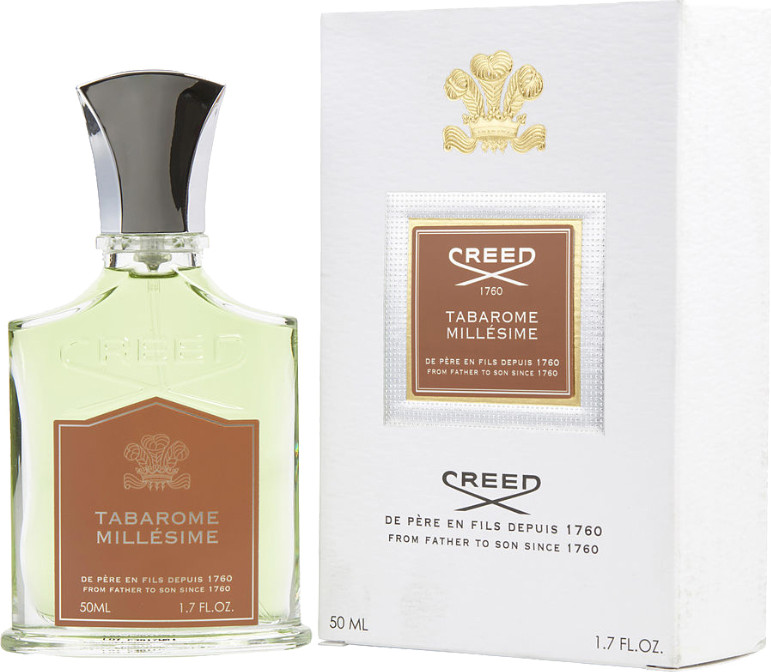 CREED
TABAROME
MILLÉSIME
DE PÈRE EN FILS DEPUIS 1760
FROM FATHER TO SON SINCE 1760
50ML 1.7 FL.OZ.
CREED
1760
TABAROME
MILLÉSIME
DE PÈRE EN FILS DEPUIS 1760
FROM FATHER TO SON SINCE 1760
CREED
DE PÈRE EN FILS DEPUIS 1760
FROM FATHER TO SON SINCE 1760
50 ML
1.7 FL.OZ.